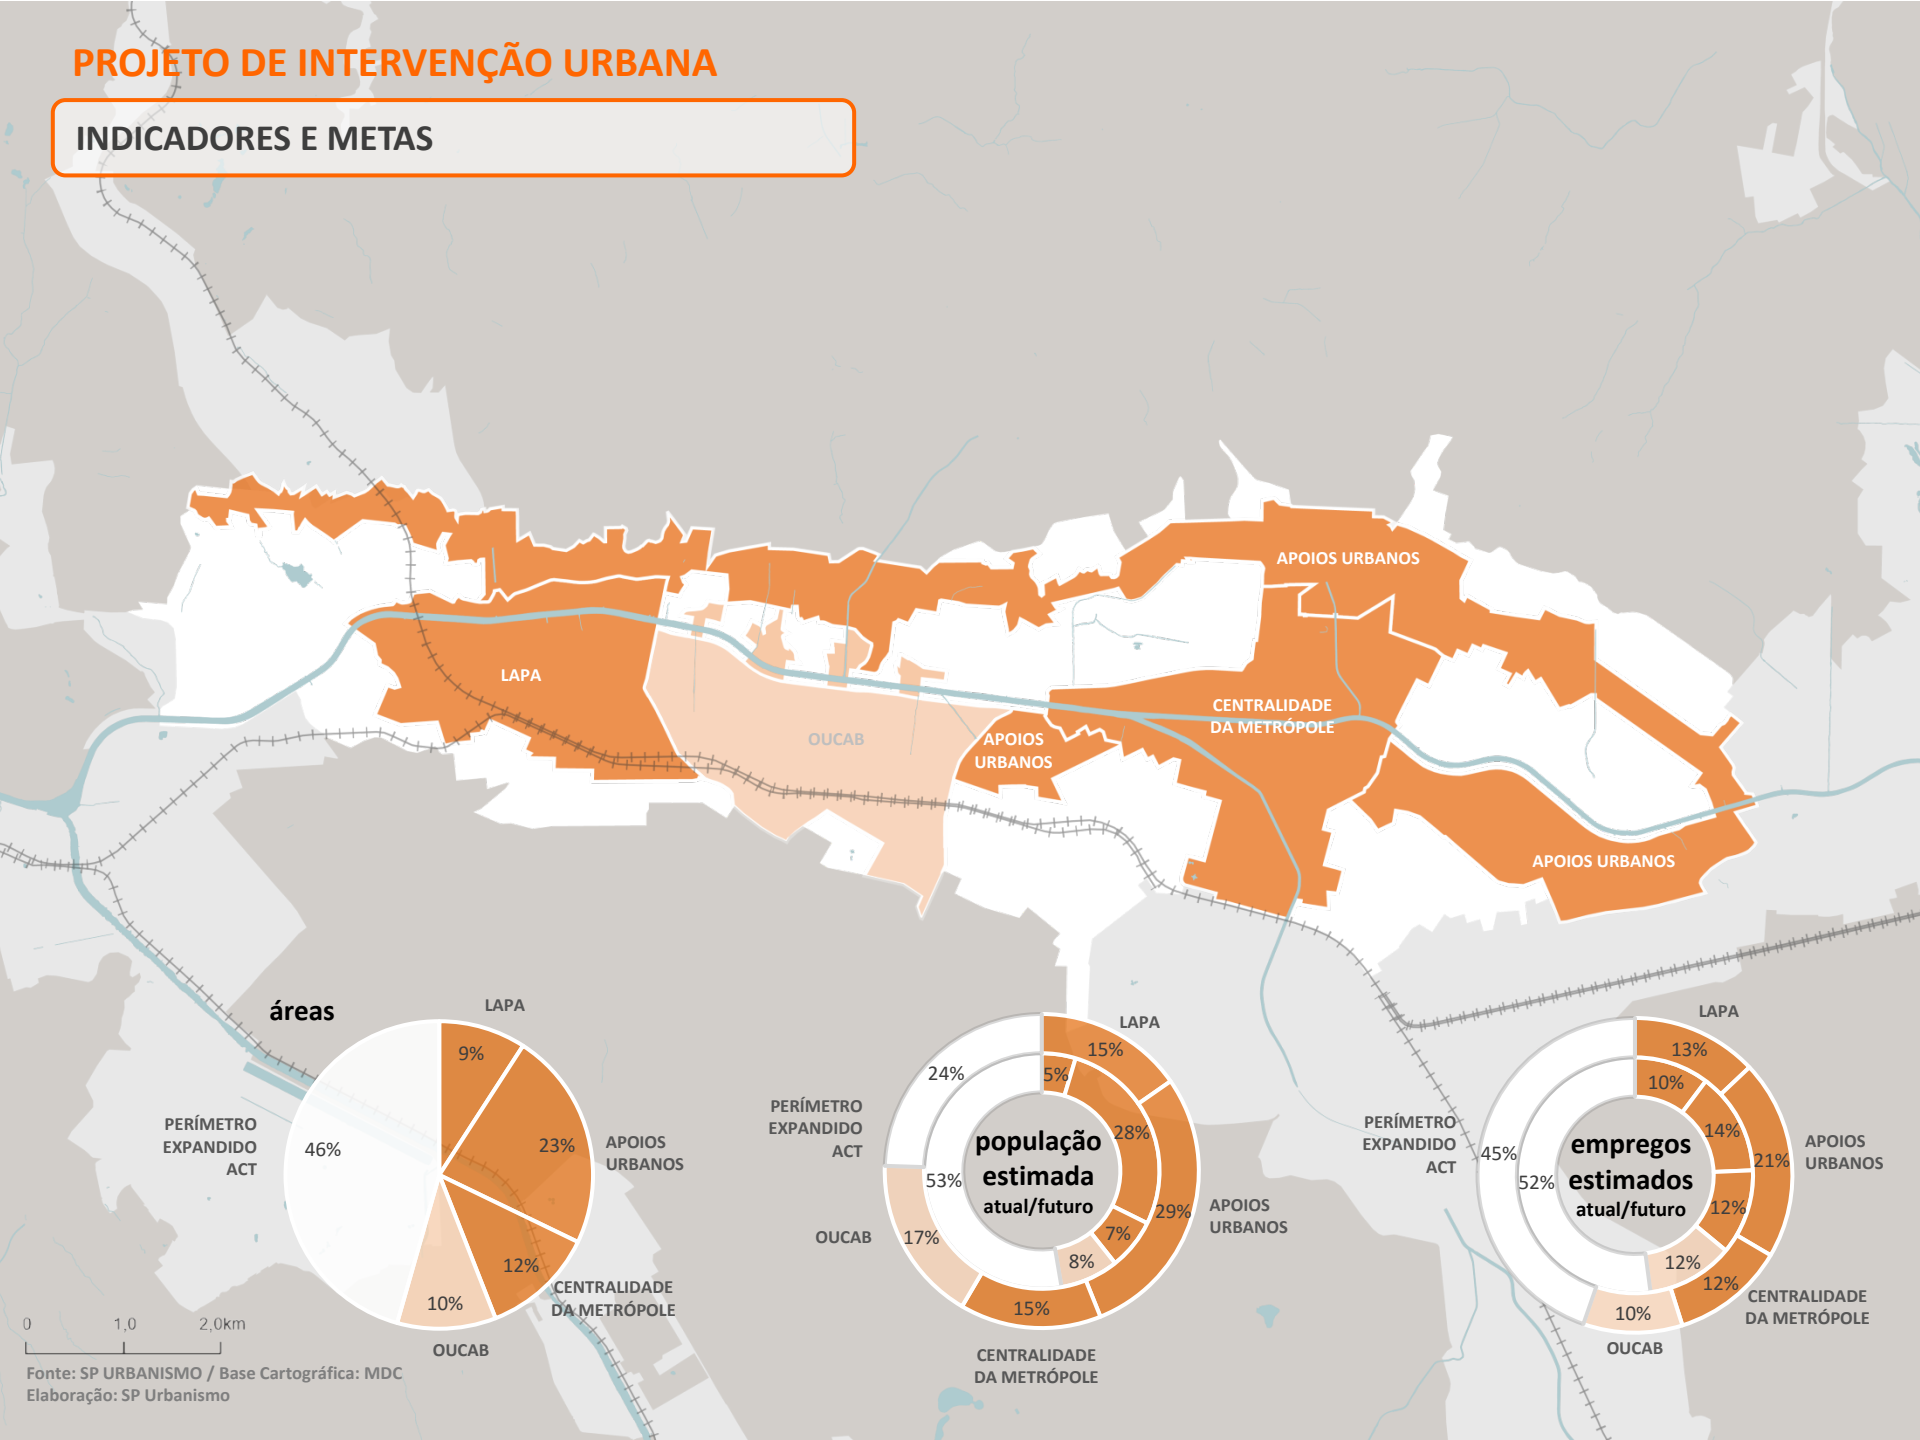 PROJETO DE INTERVENÇÃO URBANA
INDICADORES E METAS
APOIOS URBANOS
LAPA
CENTRALIDADE
DA METRÓPOLE
OUCAB
APOIOS
URBANOS
APOIOS URBANOS
áreas
LAPA
9%
23%
APOIOS
URBANOS
12%
CENTRALIDADE
DA METRÓPOLE
10%
OUCAB
46%
PERÍMETRO
EXPANDIDO
ACT
população
estimada
atual/futuro
LAPA
15%
5%
28%
29%
APOIOS
URBANOS
7%
15%
CENTRALIDADE
DA METRÓPOLE
8%
17%
OUCAB
53%
24%
PERÍMETRO
EXPANDIDO
ACT
empregos
estimados
atual/futuro
LAPA
13%
10%
14%
21%
APOIOS
URBANOS
12%
12%
CENTRALIDADE
DA METRÓPOLE
12%
10%
OUCAB
52%
45%
PERÍMETRO
EXPANDIDO
ACT
0 1,0 2,0km
Fonte: SP URBANISMO / Base Cartográfica: MDC
Elaboração: SP Urbanismo